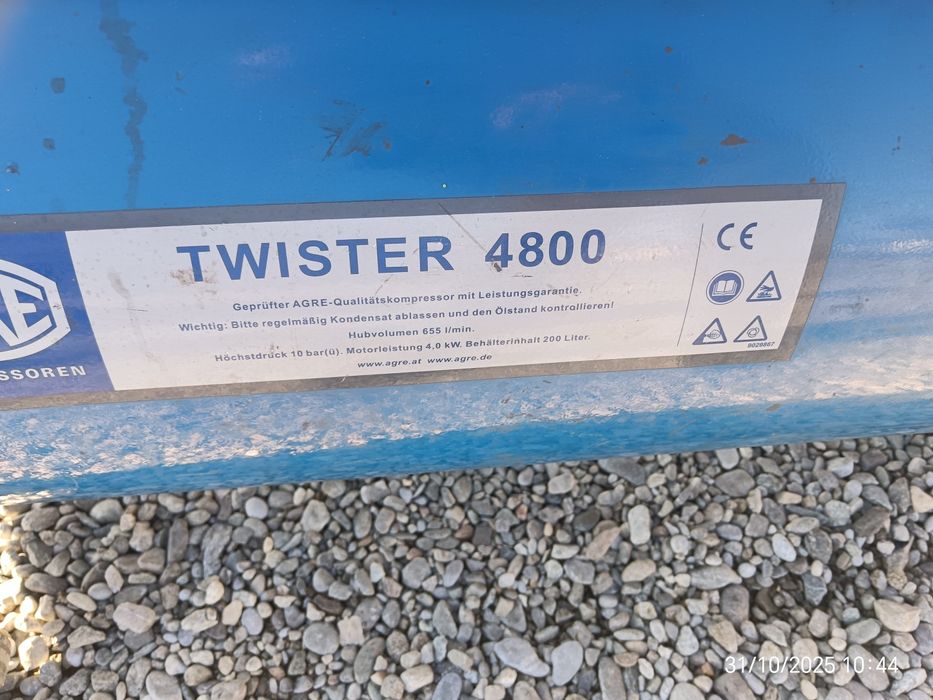 TWISTER 4800
Geprüfter AGRE-Qualitätskompressor mit Leistungsgarantie.
Wichtig: Bitte regelmäßig Kondensat ablassen und den Ölstand kontrollieren!
Hubvolumen 655 l/min.
Höchstdruck 10 bar(ü). Motorleistung 4,0 kW. Behälterinhalt 200 Liter.
www.agre.at www.agre.de
CE
9029867
RE
SSOREN
31/10/2025 10:44